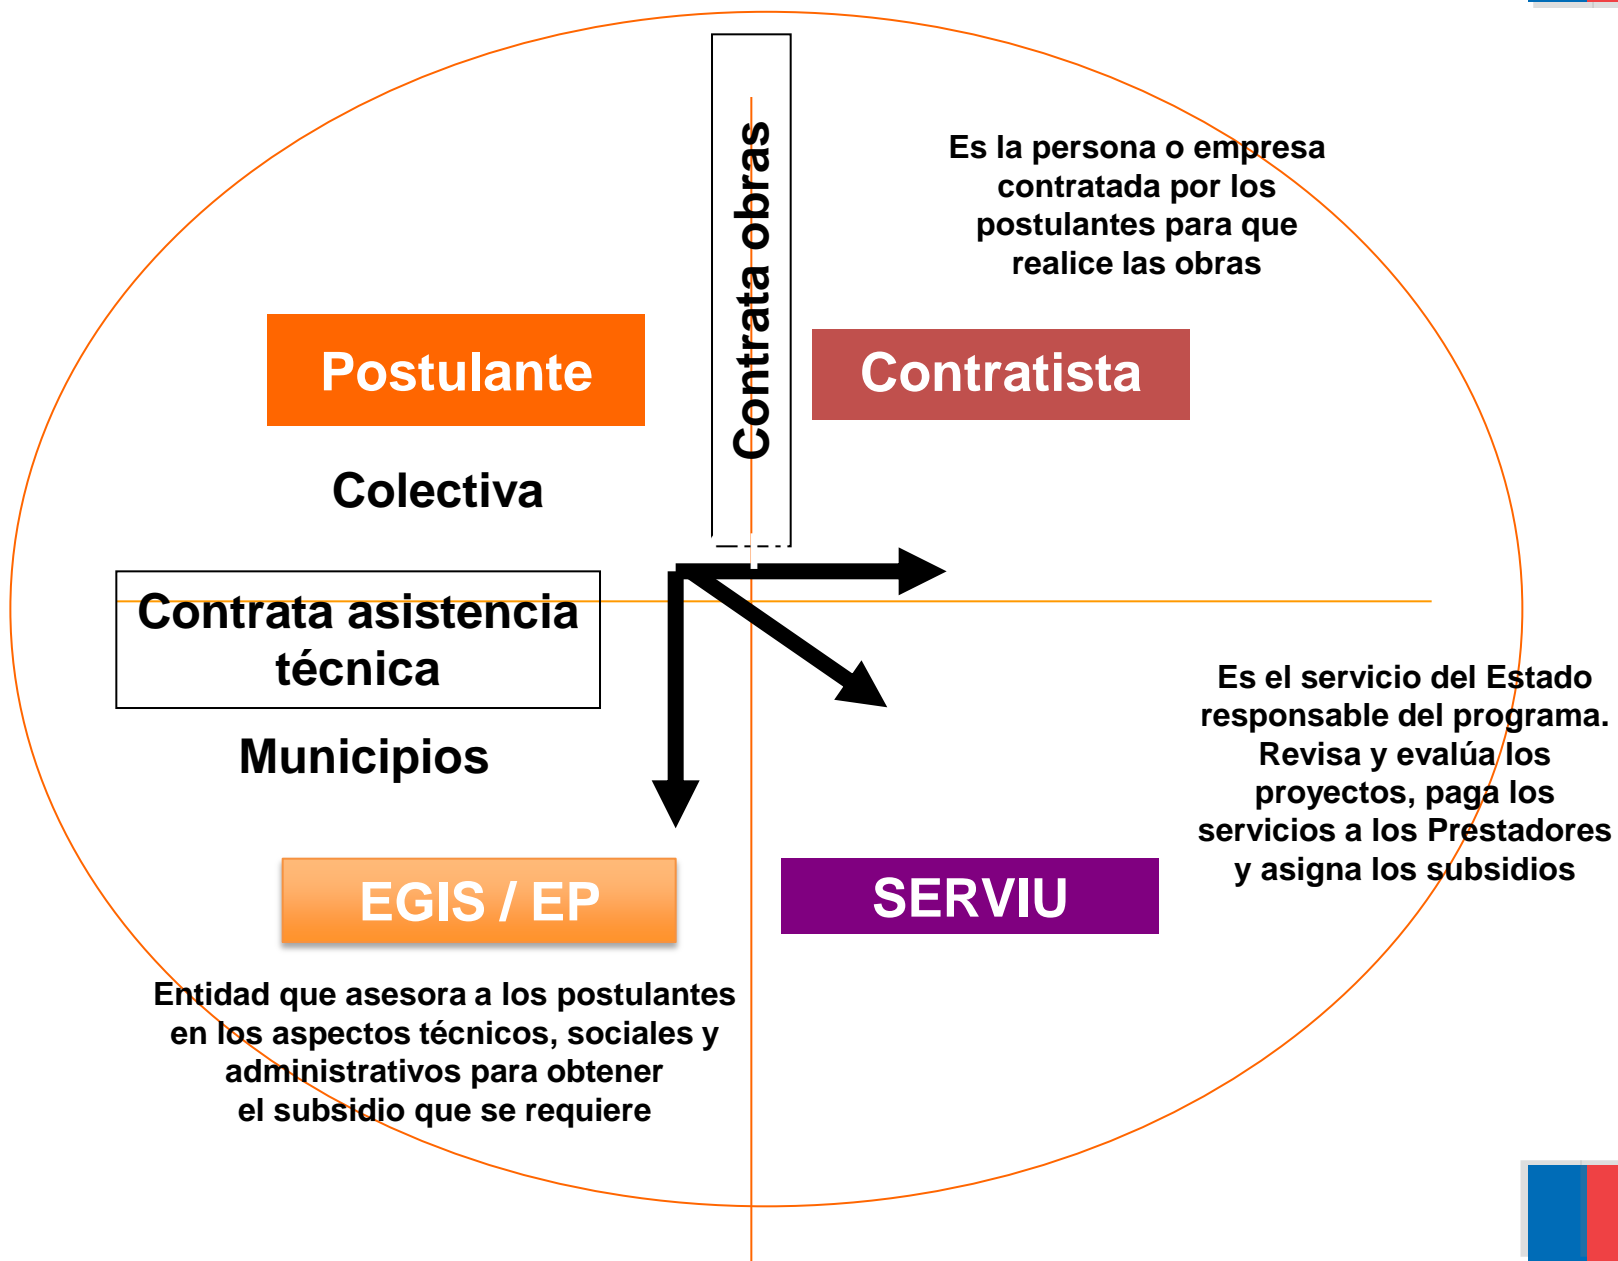 Contrata obras
Es la persona o empresa
contratada por los
postulantes para que
realice las obras
Postulante
Contratista
Colectiva
Contrata asistencia
técnica
Municipios
Es el servicio del Estado
responsable del programa.
Revisa y evalúa los
proyectos, paga los
servicios a los Prestadores
y asigna los subsidios
EGIS / EP
SERVIU
Entidad que asesora a los postulantes
en los aspectos técnicos, sociales y
administrativos para obtener
el subsidio que se requiere